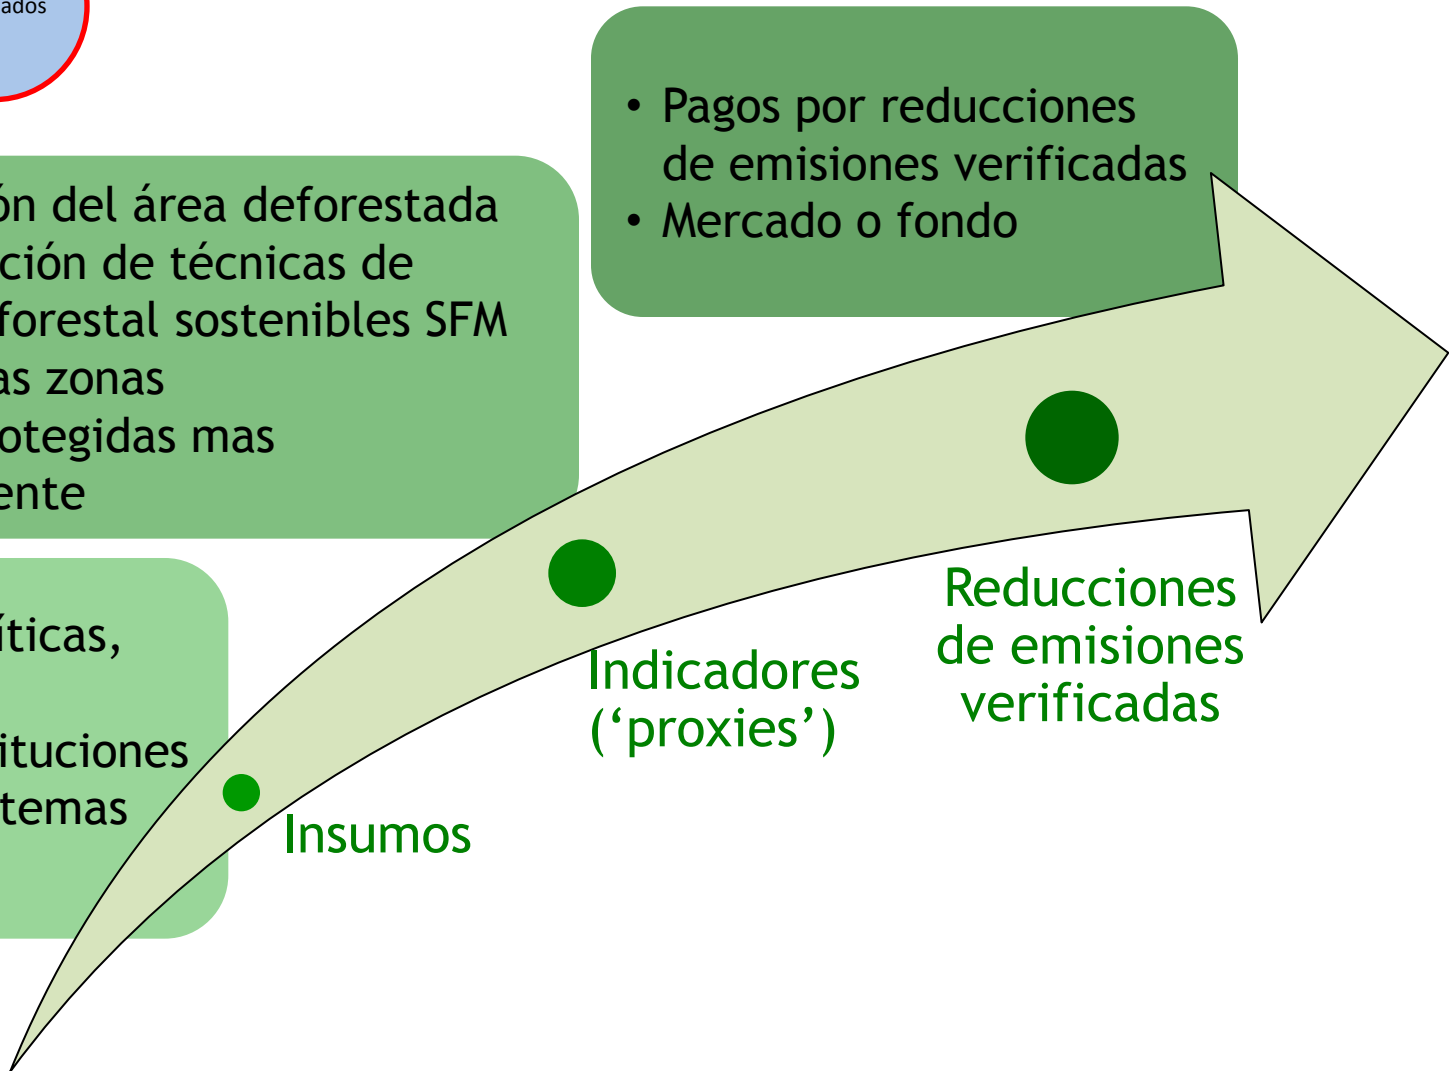 ados
• Pagos por reducciones
de emisiones verificadas
• Mercado o fondo
ón del área deforestada
ción de técnicas de
forestal sostenibles SFM
as zonas
otegidas mas
ente
íticas,
ituciones
temas
Insumos
Indicadores
(‘proxies’)
Reducciones
de emisiones
verificadas